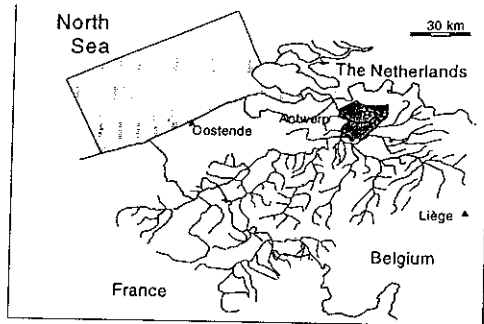 North
Sea
30 km
The Netherlands
Antwerp
Oostende
Liège
Belgium
France